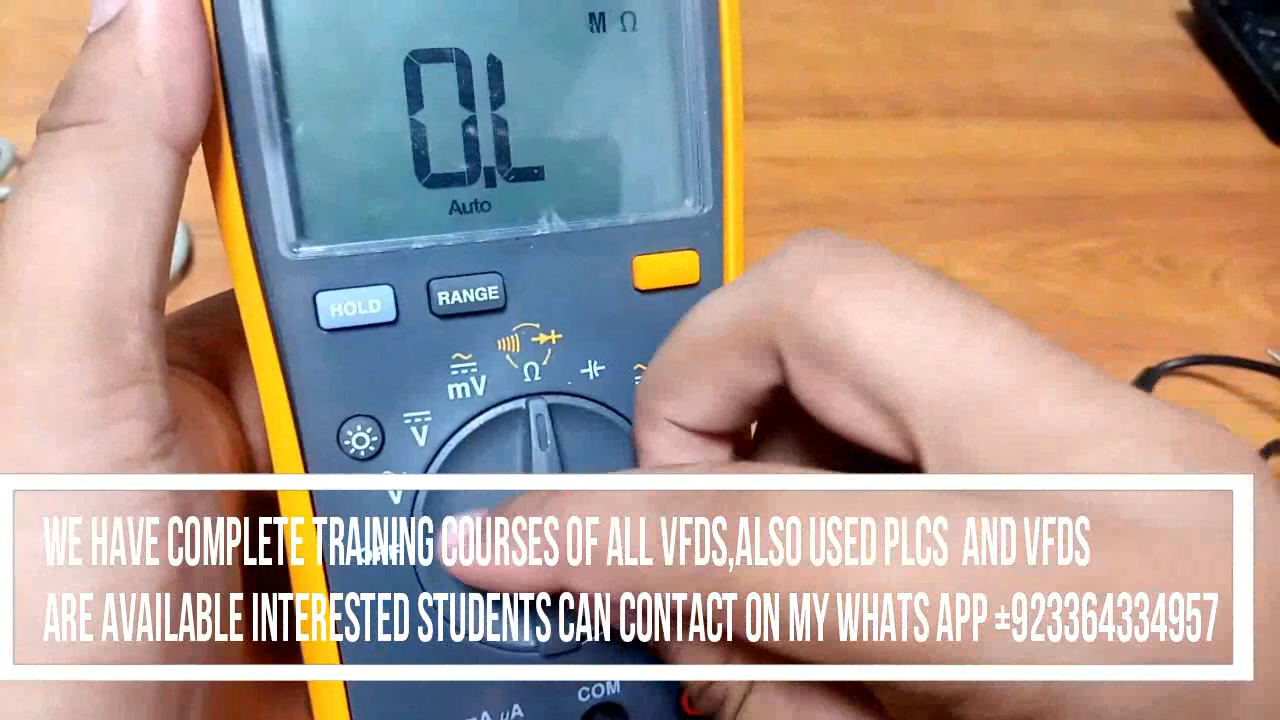 M Ω
0.L
Auto
HOLD
RANGE
Ω
mV
V
V
OFF
WE HAVE COMPLETE TRAINING COURSES OF ALL VFDS,ALSO USED PLCS AND VFDS
ARE AVAILABLE INTERESTED STUDENTS CAN CONTACT ON MY WHATS APP ±923364334957
COM